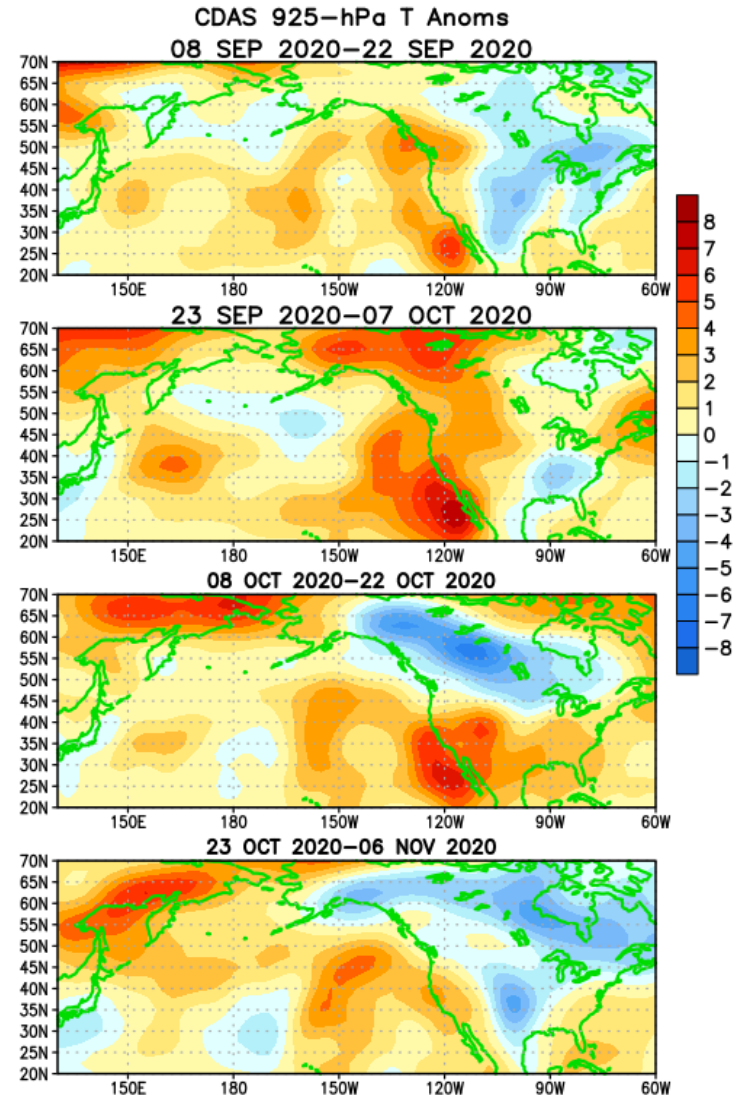 CDAS 925-hPa T Anoms
08 SEP 2020-22 SEP 2020
70N
65N
60N
55N
50N
45N
40N
35N
30N
25N
20N
150E 180 150W 120W 90W 60W
23 SEP 2020-07 OCT 2020
70N
65N
60N
55N
50N
45N
40N
35N
30N
25N
20N
150E 180 150W 120W 90W 60W
08 OCT 2020-22 OCT 2020
70N
65N
60N
55N
50N
45N
40N
35N
30N
25N
20N
150E 180 150W 120W 90W 60W
23 OCT 2020-06 NOV 2020
70N
65N
60N
55N
50N
45N
40N
35N
30N
25N
20N
150E 180 150W 120W 90W 60W
8
7
6
5
4
3
2
1
0
-1
-2
-3
-4
-5
-6
-7
-8